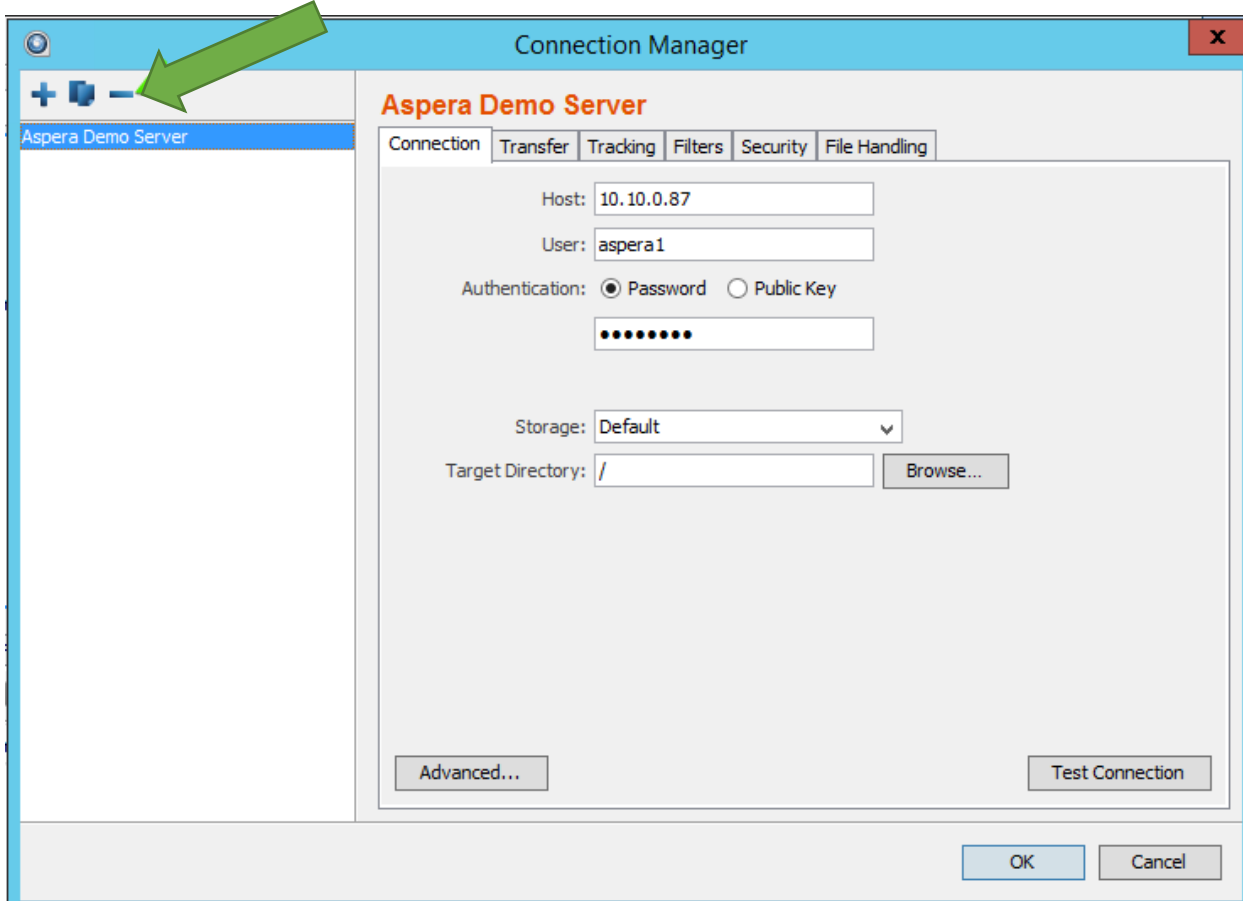 Connection Manager
x
Aspera Demo Server
Aspera Demo Server
Connection Transfer Tracking Filters Security File Handling
Host: 10.10.0.87
User: aspera1
Authentication: Password Public Key
••••••••
Storage: Default
Target Directory: / Browse...
Advanced... Test Connection
OK Cancel